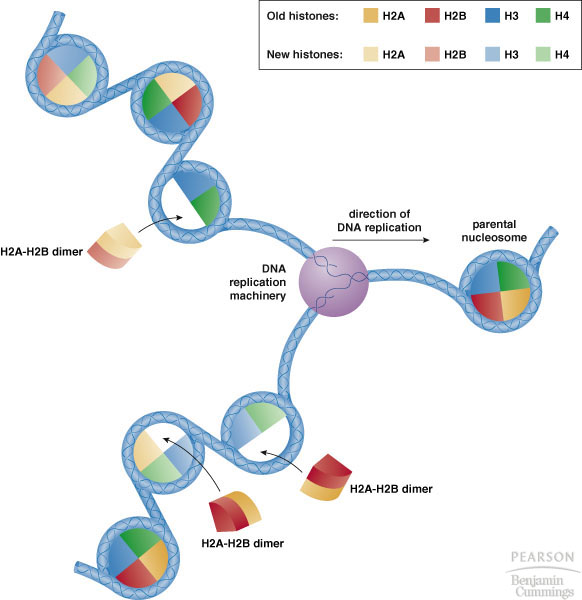 Old histones: H2A H2B H3 H4
New histones: H2A H2B H3 H4
direction of
DNA replication
parental
nucleosome
H2A-H2B dimer
DNA
replication
machinery
H2A-H2B dimer
H2A-H2B dimer
PEARSON
Benjamin
Cummings